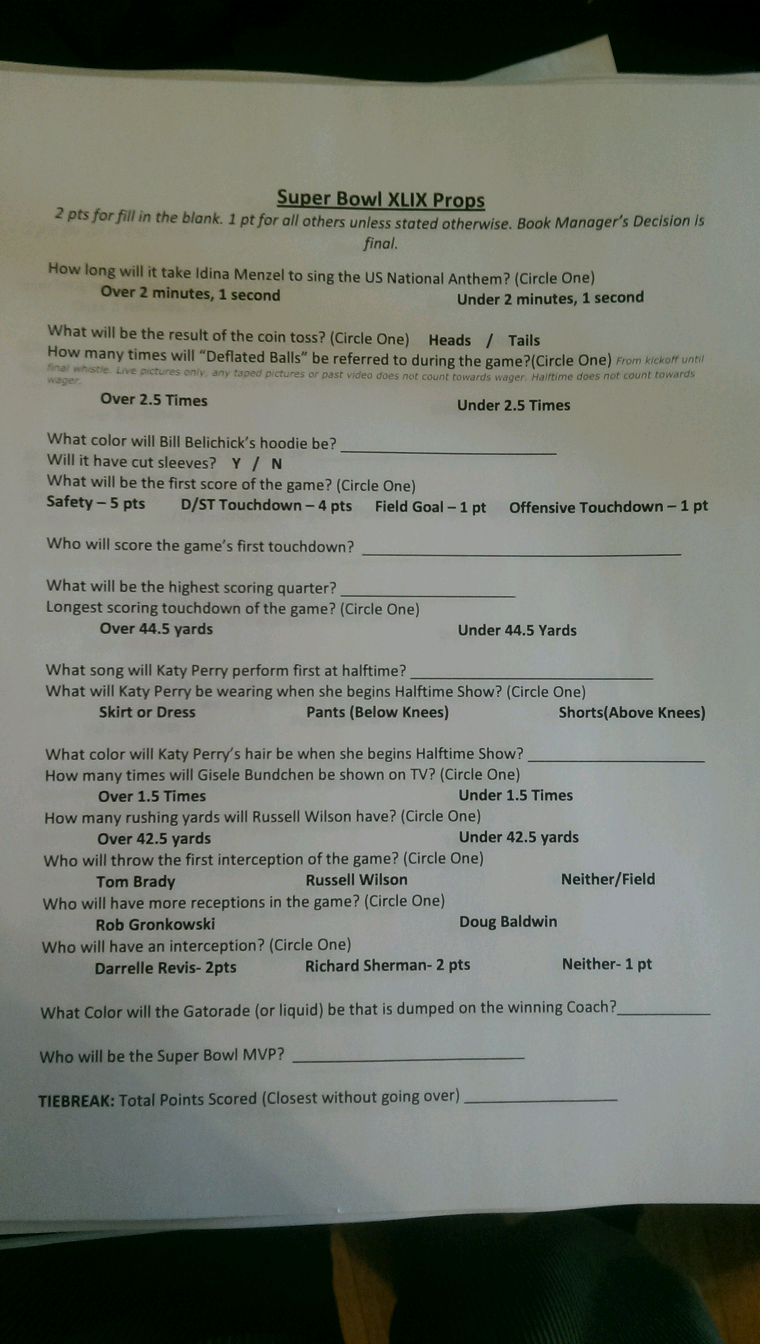 Super Bowl XLIX Props
2 pts for fill in the blank. 1 pt for all others unless stated otherwise. Book Manager's Decision is
final.
How long will it take Idina Menzel to sing the US National Anthem? (Circle One)
Over 2 minutes, 1 second Under 2 minutes, 1 second
What will be the result of the coin toss? (Circle One) Heads / Tails
How many times will "Deflated Balls" be referred to during the game?(Circle One) From kickoff until
final whistle. Live pictures only, any taped pictures or past video does not count towards wager. Halftime does not count towards
wager.
Over 2.5 Times Under 2.5 Times
What color will Bill Belichick's hoodie be? ____________________
Will it have cut sleeves? Y / N
What will be the first score of the game? (Circle One)
Safety – 5 pts D/ST Touchdown – 4 pts Field Goal – 1 pt Offensive Touchdown – 1 pt
Who will score the game's first touchdown? ____________________
What will be the highest scoring quarter? ____________________
Longest scoring touchdown of the game? (Circle One)
Over 44.5 yards Under 44.5 Yards
What song will Katy Perry perform first at halftime? ____________________
What will Katy Perry be wearing when she begins Halftime Show? (Circle One)
Skirt or Dress Pants (Below Knees) Shorts(Above Knees)
What color will Katy Perry's hair be when she begins Halftime Show? ____________________
How many times will Gisele Bundchen be shown on TV? (Circle One)
Over 1.5 Times Under 1.5 Times
How many rushing yards will Russell Wilson have? (Circle One)
Over 42.5 yards Under 42.5 yards
Who will throw the first interception of the game? (Circle One)
Tom Brady Russell Wilson Neither/Field
Who will have more receptions in the game? (Circle One)
Rob Gronkowski Doug Baldwin
Who will have an interception? (Circle One)
Darrelle Revis- 2pts Richard Sherman- 2 pts Neither- 1 pt
What Color will the Gatorade (or liquid) be that is dumped on the winning Coach?__________
Who will be the Super Bowl MVP? ____________________
TIEBREAK: Total Points Scored (Closest without going over) ____________________